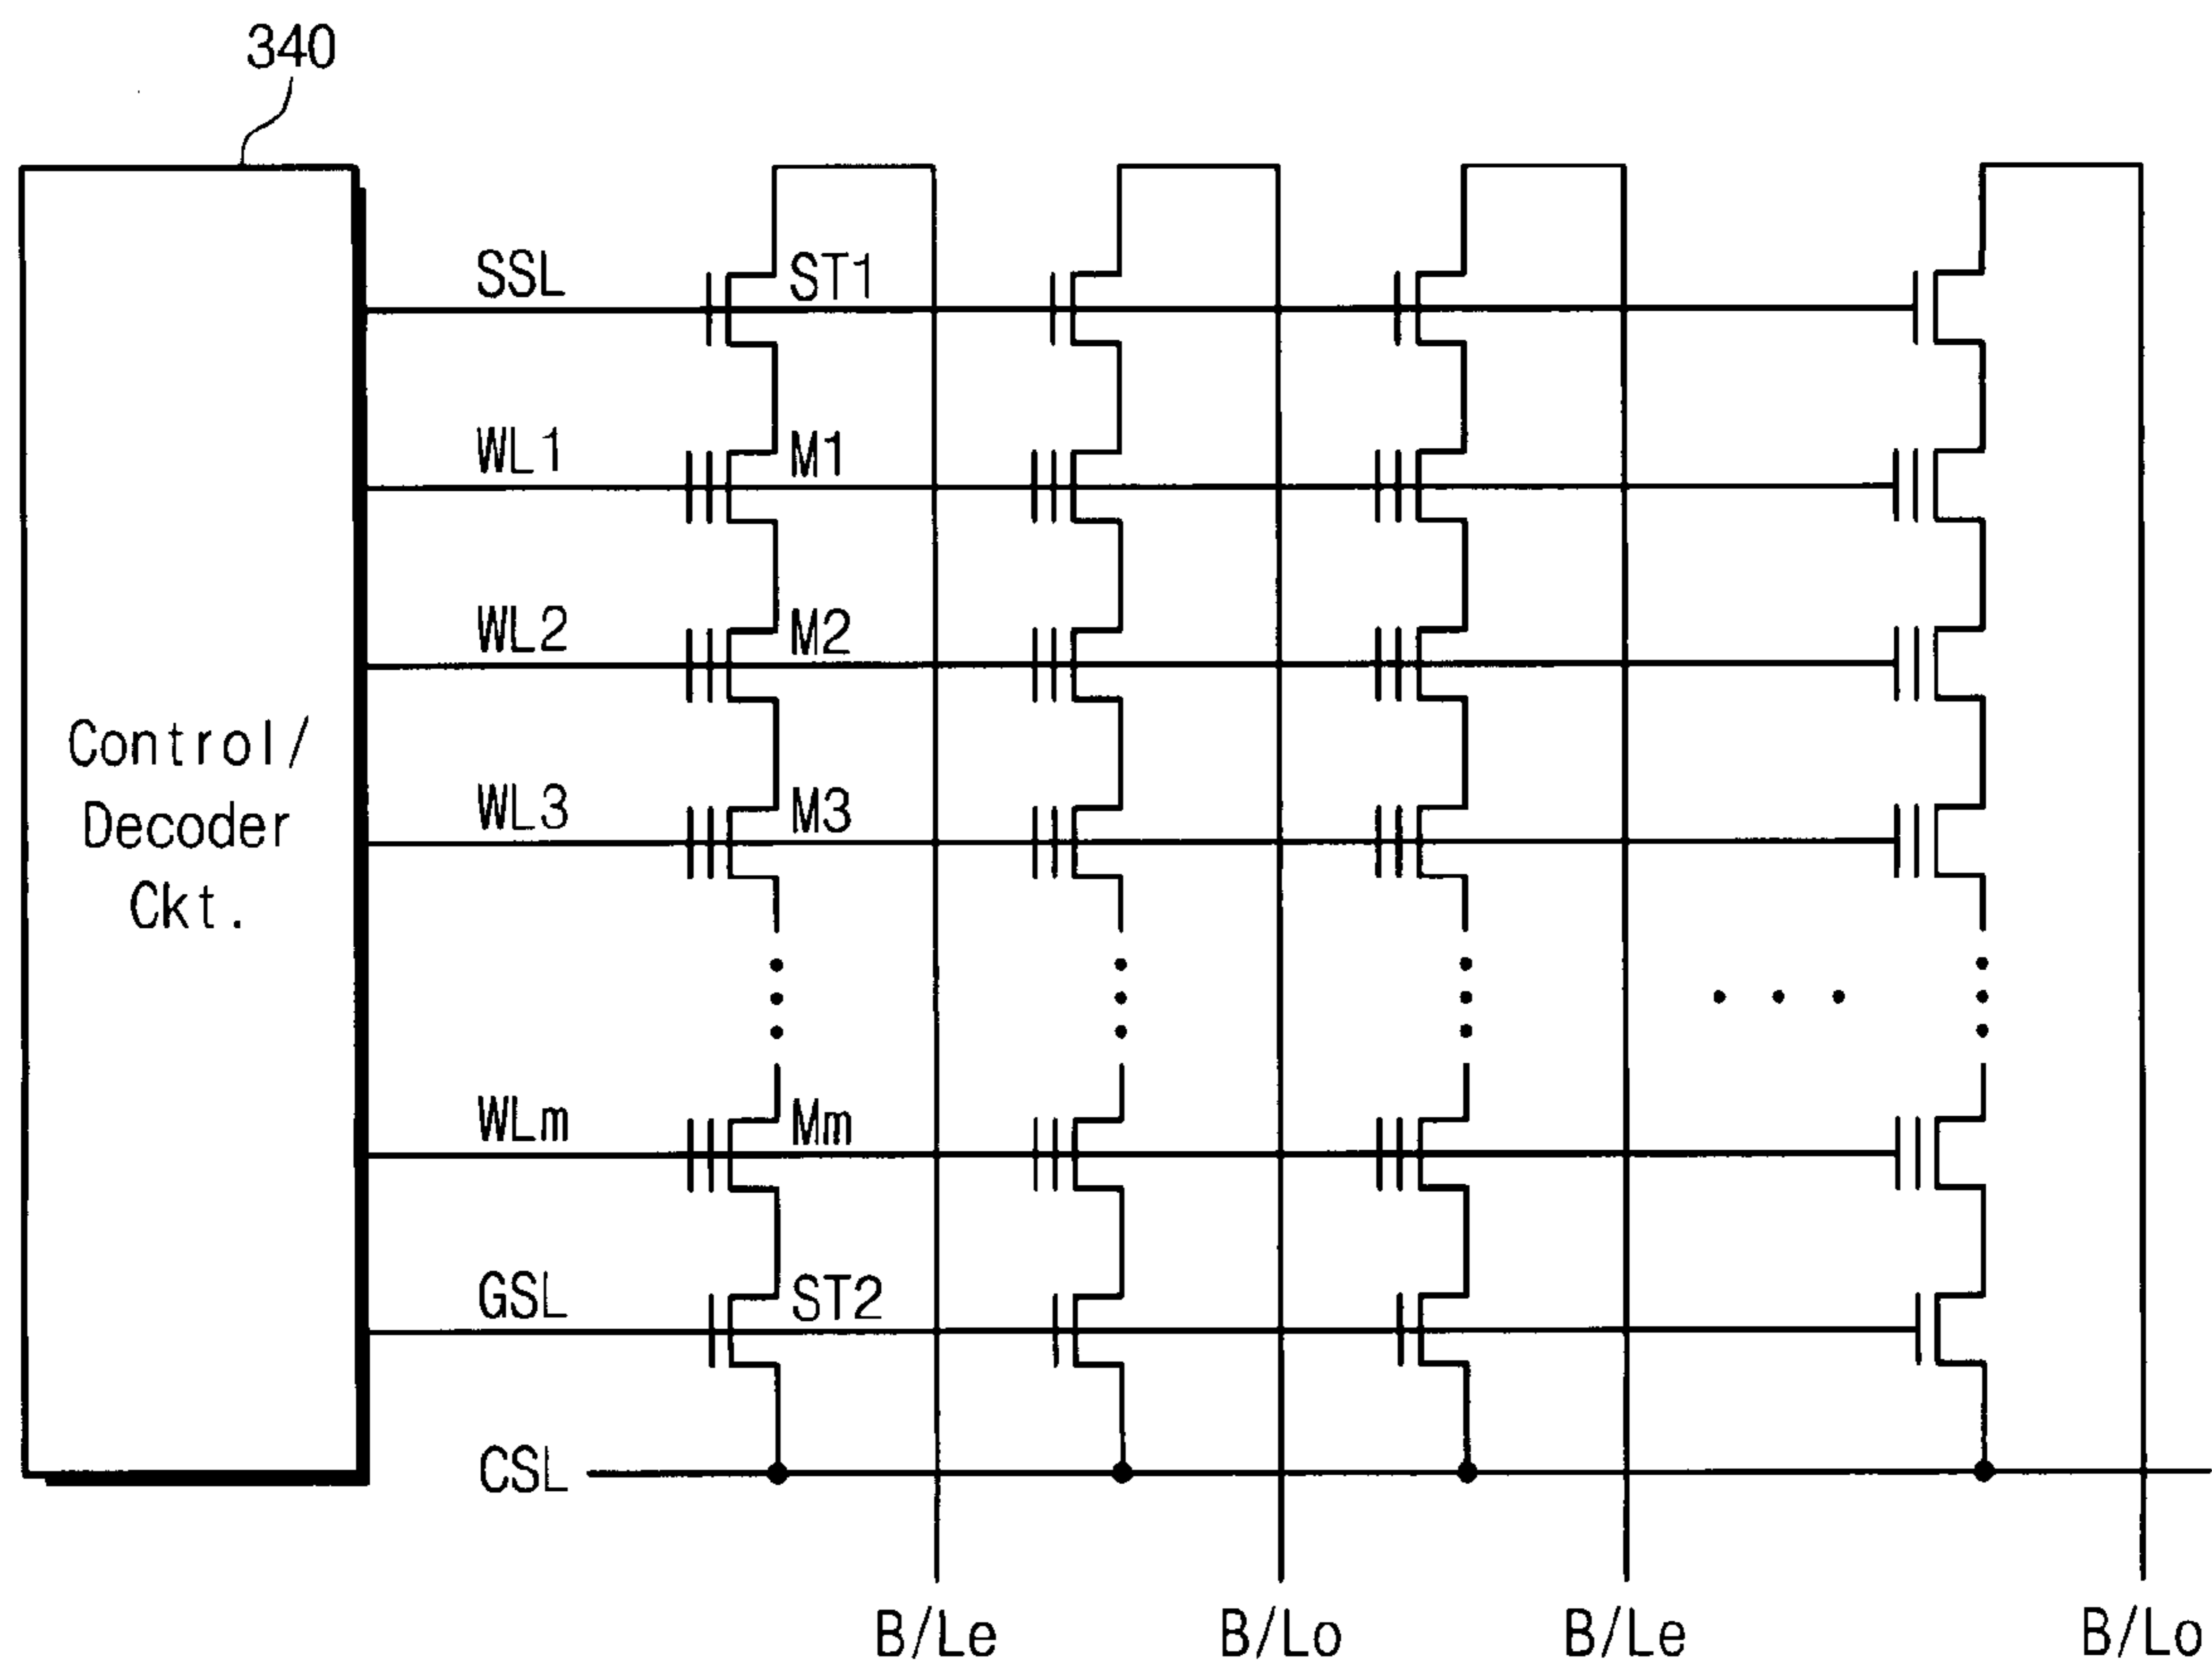 340
SSL ST1
WL1 M1
WL2 M2
WL3 M3
Control/
Decoder
Ckt.
WLm Mm
GSL ST2
CSL
B/Le B/Lo B/Le B/Lo